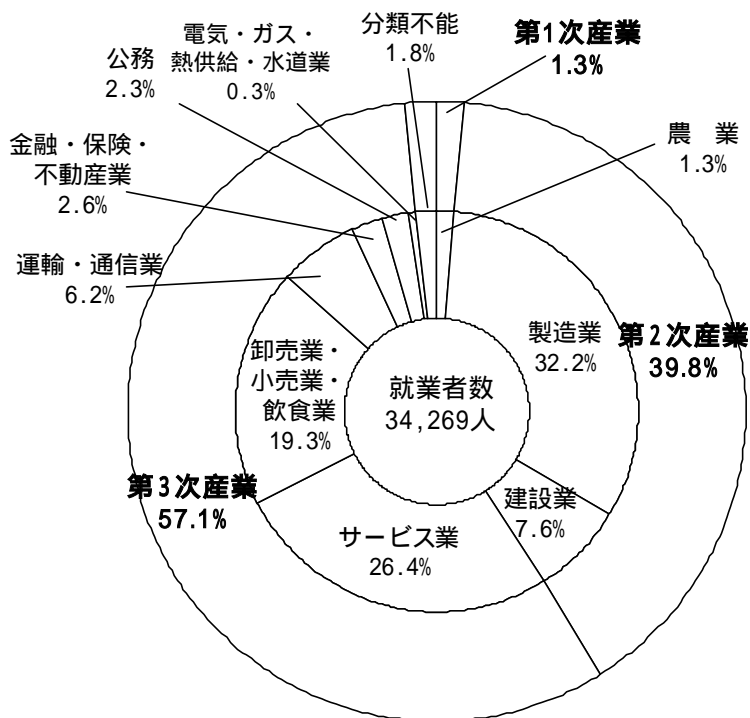 分類不能
1.8%
第1次産業
1.3%
農　業
1.3%
製造業
32.2%
第2次産業
39.8%
建設業
7.6%
サービス業
26.4%
第3次産業
57.1%
卸売業・
小売業・
飲食業
19.3%
運輸・通信業
6.2%
金融・保険・
不動産業
2.6%
公務
2.3%
電気・ガス・
熱供給・水道業
0.3%
就業者数
34,269人